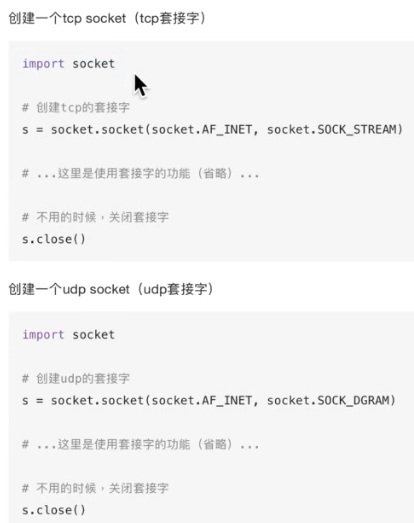 创建一个tcp socket（tcp套接字）
import socket
# 创建tcp的套接字
s = socket.socket(socket.AF_INET, socket.SOCK_STREAM)
# ...这里是使用套接字的功能（省略）...
# 不用的时候，关闭套接字
s.close()
创建一个udp socket（udp套接字）
import socket
# 创建udp的套接字
s = socket.socket(socket.AF_INET, socket.SOCK_DGRAM)
# ...这里是使用套接字的功能（省略）...
# 不用的时候，关闭套接字
s.close()